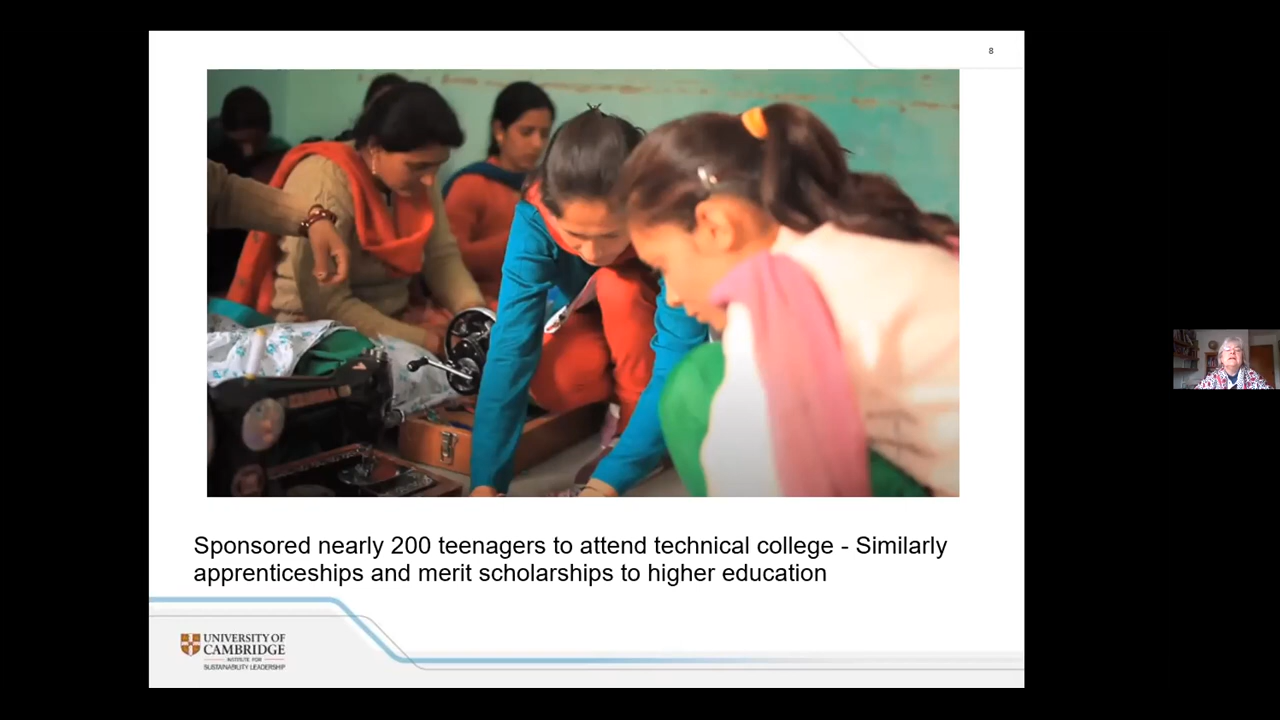 8
Sponsored nearly 200 teenagers to attend technical college - Similarly
apprenticeships and merit scholarships to higher education
UNIVERSITY OF
CAMBRIDGE
INSTITUTE FOR
SUSTAINABILITY LEADERSHIP